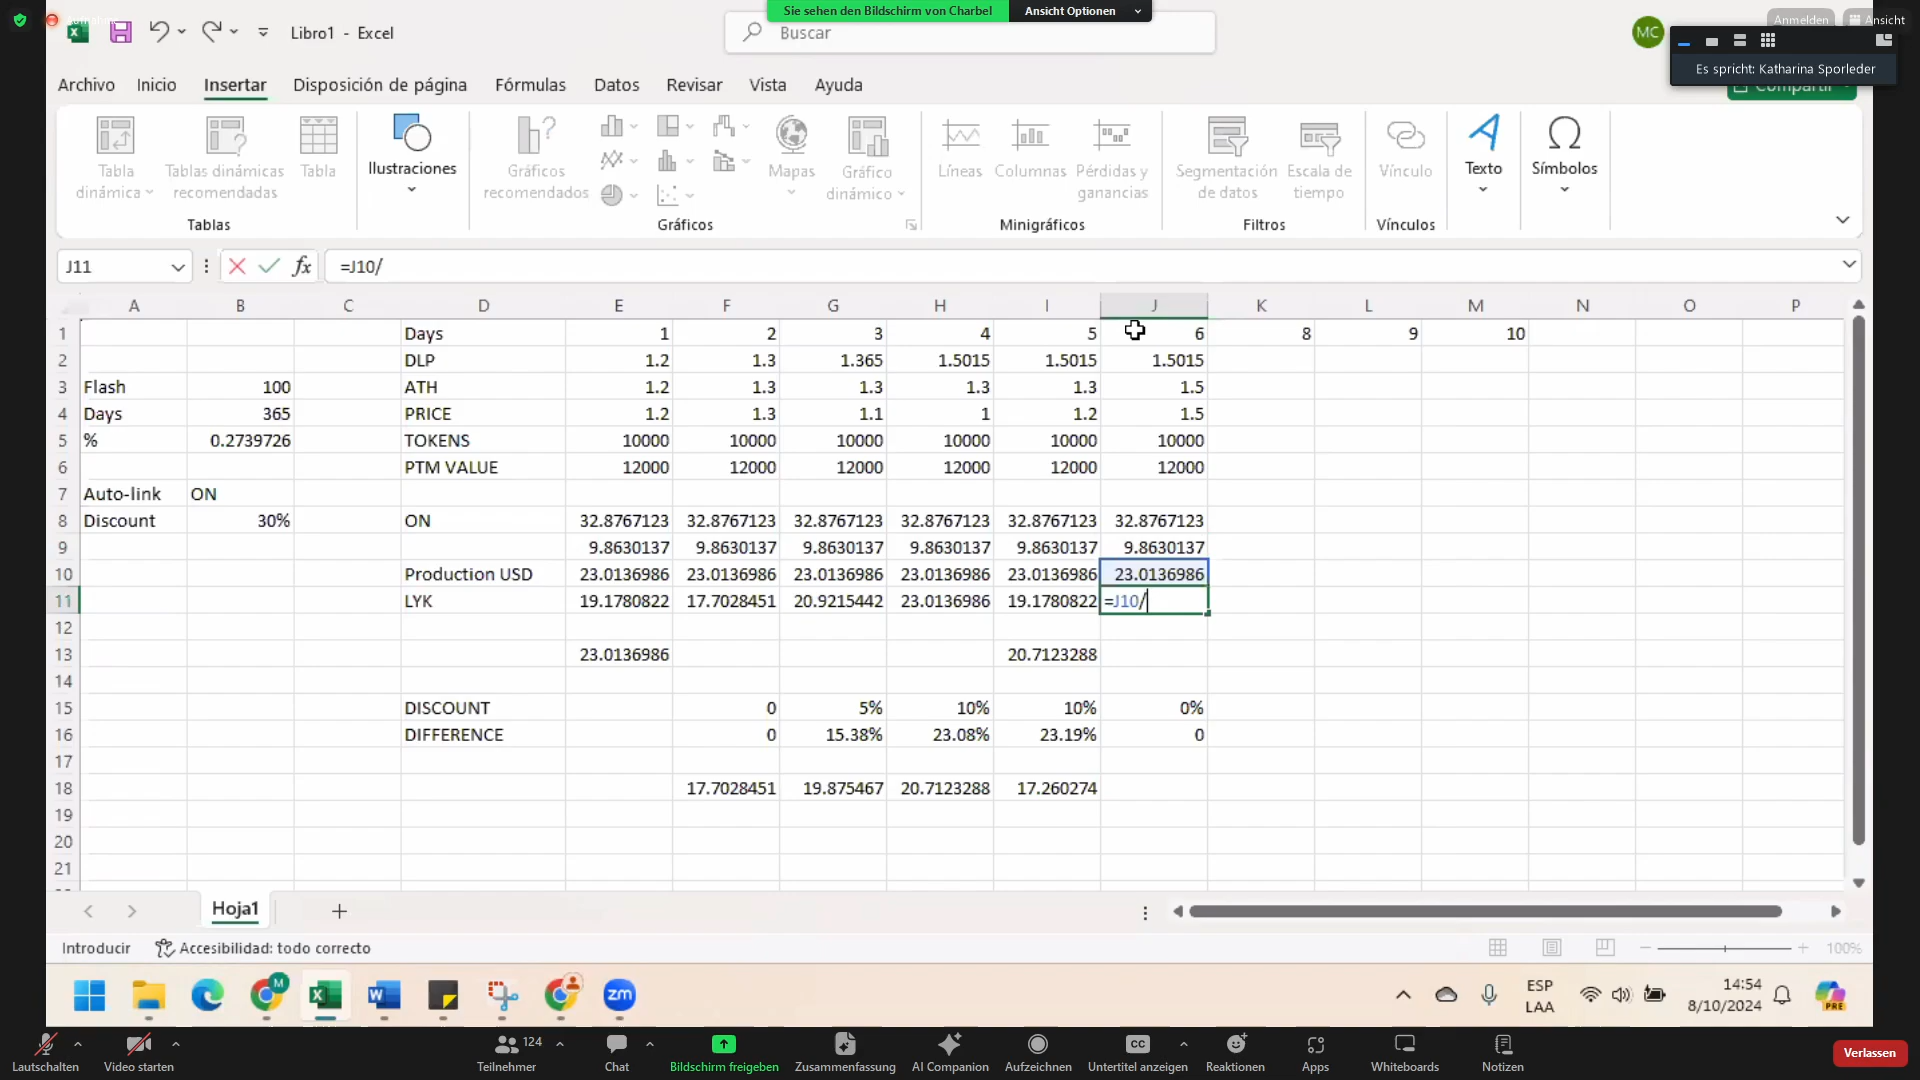 Sie sehen den Bildschirm von Charbel
Ansicht Optionen
Anmelden
Ansicht
Libro1 - Excel
Buscar
MC
Es spricht: Katharina Sporleder
Archivo Inicio Insertar Disposición de página Fórmulas Datos Revisar Vista Ayuda
Compartir
Tabla dinámica
Tablas dinámicas recomendadas
Tabla
Tablas
Ilustraciones
Gráficos recomendados
Mapas
Gráfico dinámico
Gráficos
Líneas
Columnas
Pérdidas y ganancias
Minigráficos
Segmentación de datos
Escala de tiempo
Filtros
Vínculo
Vínculos
Texto
Símbolos
J11
fx
=J10/
A B C D E F G H I J K L M N O P
1 Days 1 2 3 4 5 6 8 9 10
2 DLP 1.2 1.3 1.365 1.5015 1.5015 1.5015
3 Flash 100 ATH 1.2 1.3 1.3 1.3 1.3 1.5
4 Days 365 PRICE 1.2 1.3 1.1 1 1.2 1.5
5 % 0.2739726 TOKENS 10000 10000 10000 10000 10000 10000
6 PTM VALUE 12000 12000 12000 12000 12000 12000
7 Auto-link ON
8 Discount 30% ON 32.8767123 32.8767123 32.8767123 32.8767123 32.8767123 32.8767123
9 9.8630137 9.8630137 9.8630137 9.8630137 9.8630137 9.8630137
10 Production USD 23.0136986 23.0136986 23.0136986 23.0136986 23.0136986 23.0136986
11 LYK 19.1780822 17.7028451 20.9215442 23.0136986 19.1780822 =J10/
12
13 23.0136986 20.7123288
14
15 DISCOUNT 0 5% 10% 10% 0%
16 DIFFERENCE 0 15.38% 23.08% 23.19% 0
17
18 17.7028451 19.875467 20.7123288 17.260274
19
20
21
Hoja1
Introducir
Accesibilidad: todo correcto
100%
M
zm
ESP
LAA
14:54
8/10/2024
PRE
Lautschalten
Video starten
124
Teilnehmer
Chat
Bildschirm freigeben
Zusammenfassung
AI Companion
Aufzeichnen
CC
Untertitel anzeigen
Reaktionen
Apps
Whiteboards
Notizen
Verlassen